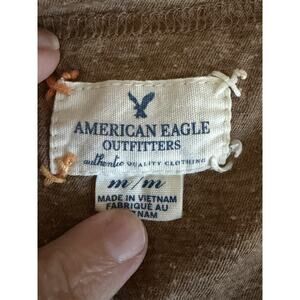 AMERICAN EAGLE
OUTFITTERS
authentic QUALITY CLOTHING
m/m
MADE IN VIETNAM
FABRIQUÉ AU